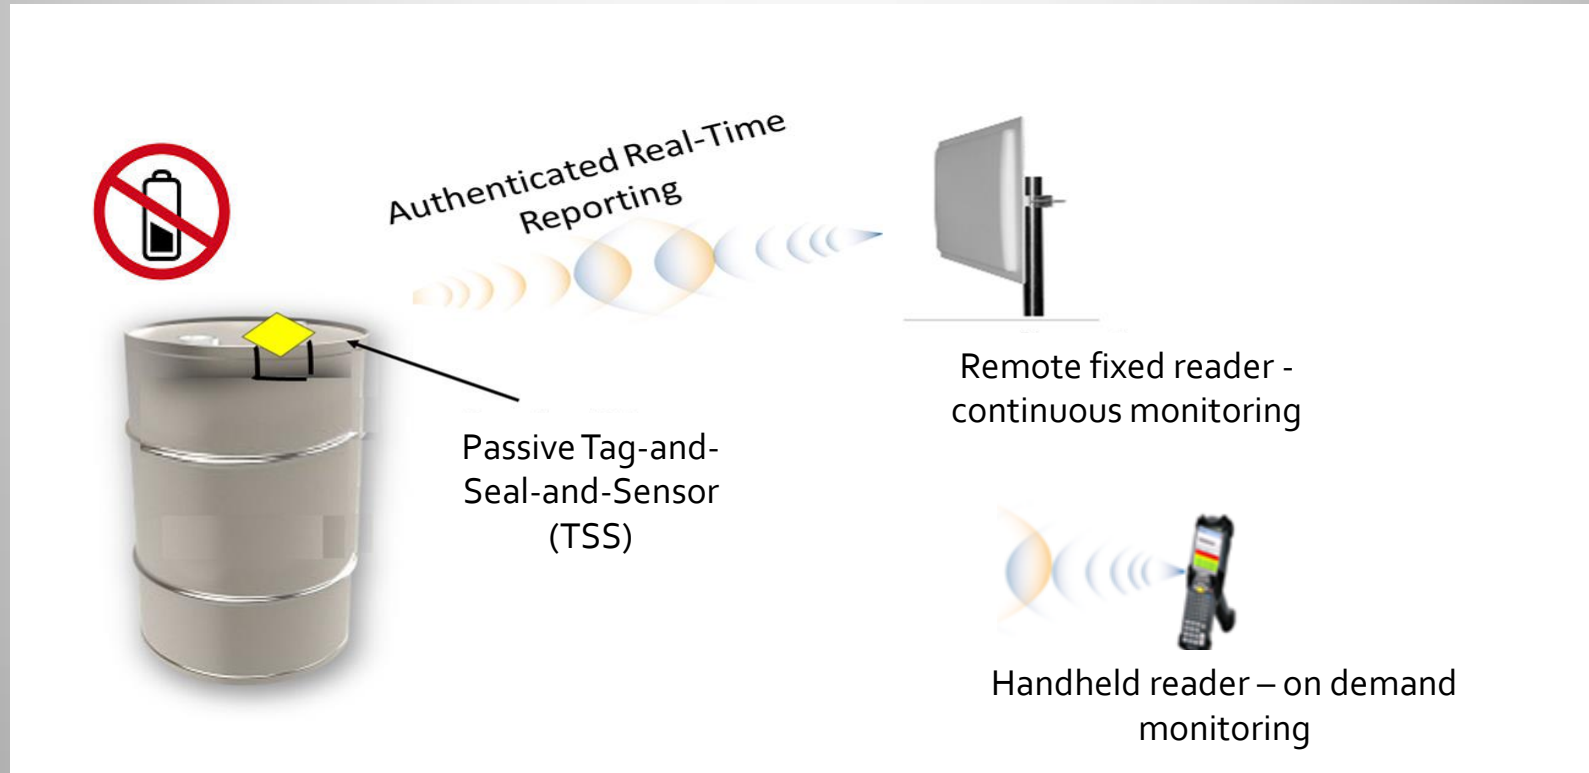 Authenticated Real-Time
Reporting
Remote fixed reader -
continuous monitoring
Passive Tag-and-
Seal-and-Sensor
(TSS)
Handheld reader – on demand
monitoring